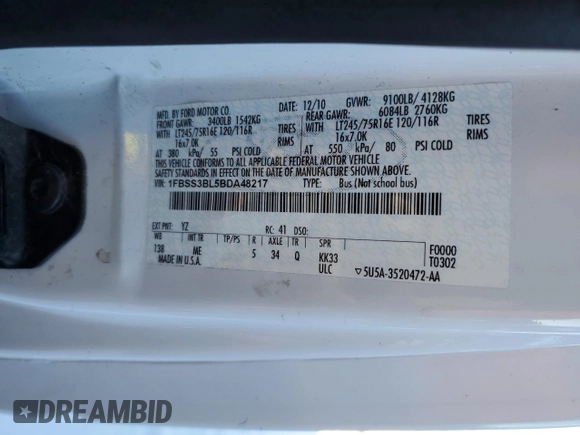 MFD. BY FORD MOTOR CO. DATE: 12/10 GVWR: 9100LB/ 4128KG
FRONT GAWR: 3400LB 1542KG REAR GAWR: 6084LB 2760KG
WITH LT245/75R16E 120/116R TIRES WITH LT245/75R16E 120/116R TIRES
16x7.0K RIMS 16x7.0K RIMS
AT 380 kPa/ 55 PSI COLD AT 550 kPa/ 80 PSI COLD
THIS VEHICLE CONFORMS TO ALL APPLICABLE FEDERAL MOTOR VEHICLE
SAFETY STANDARDS IN EFFECT ON THE DATE OF MANUFACTURE SHOWN ABOVE.
VIN: 1FBSS3BL5BDA48217 TYPE: Bus (Not school bus)
EXT PNT: YZ RC: 41 DSO:
WB INT TR TP/PS R AXLE TR SPR
138 ME 5 34 Q KK33 F0000
MADE IN U.S.A. ULC T0302
▽5U5A-3520472-AA
DREAMBID